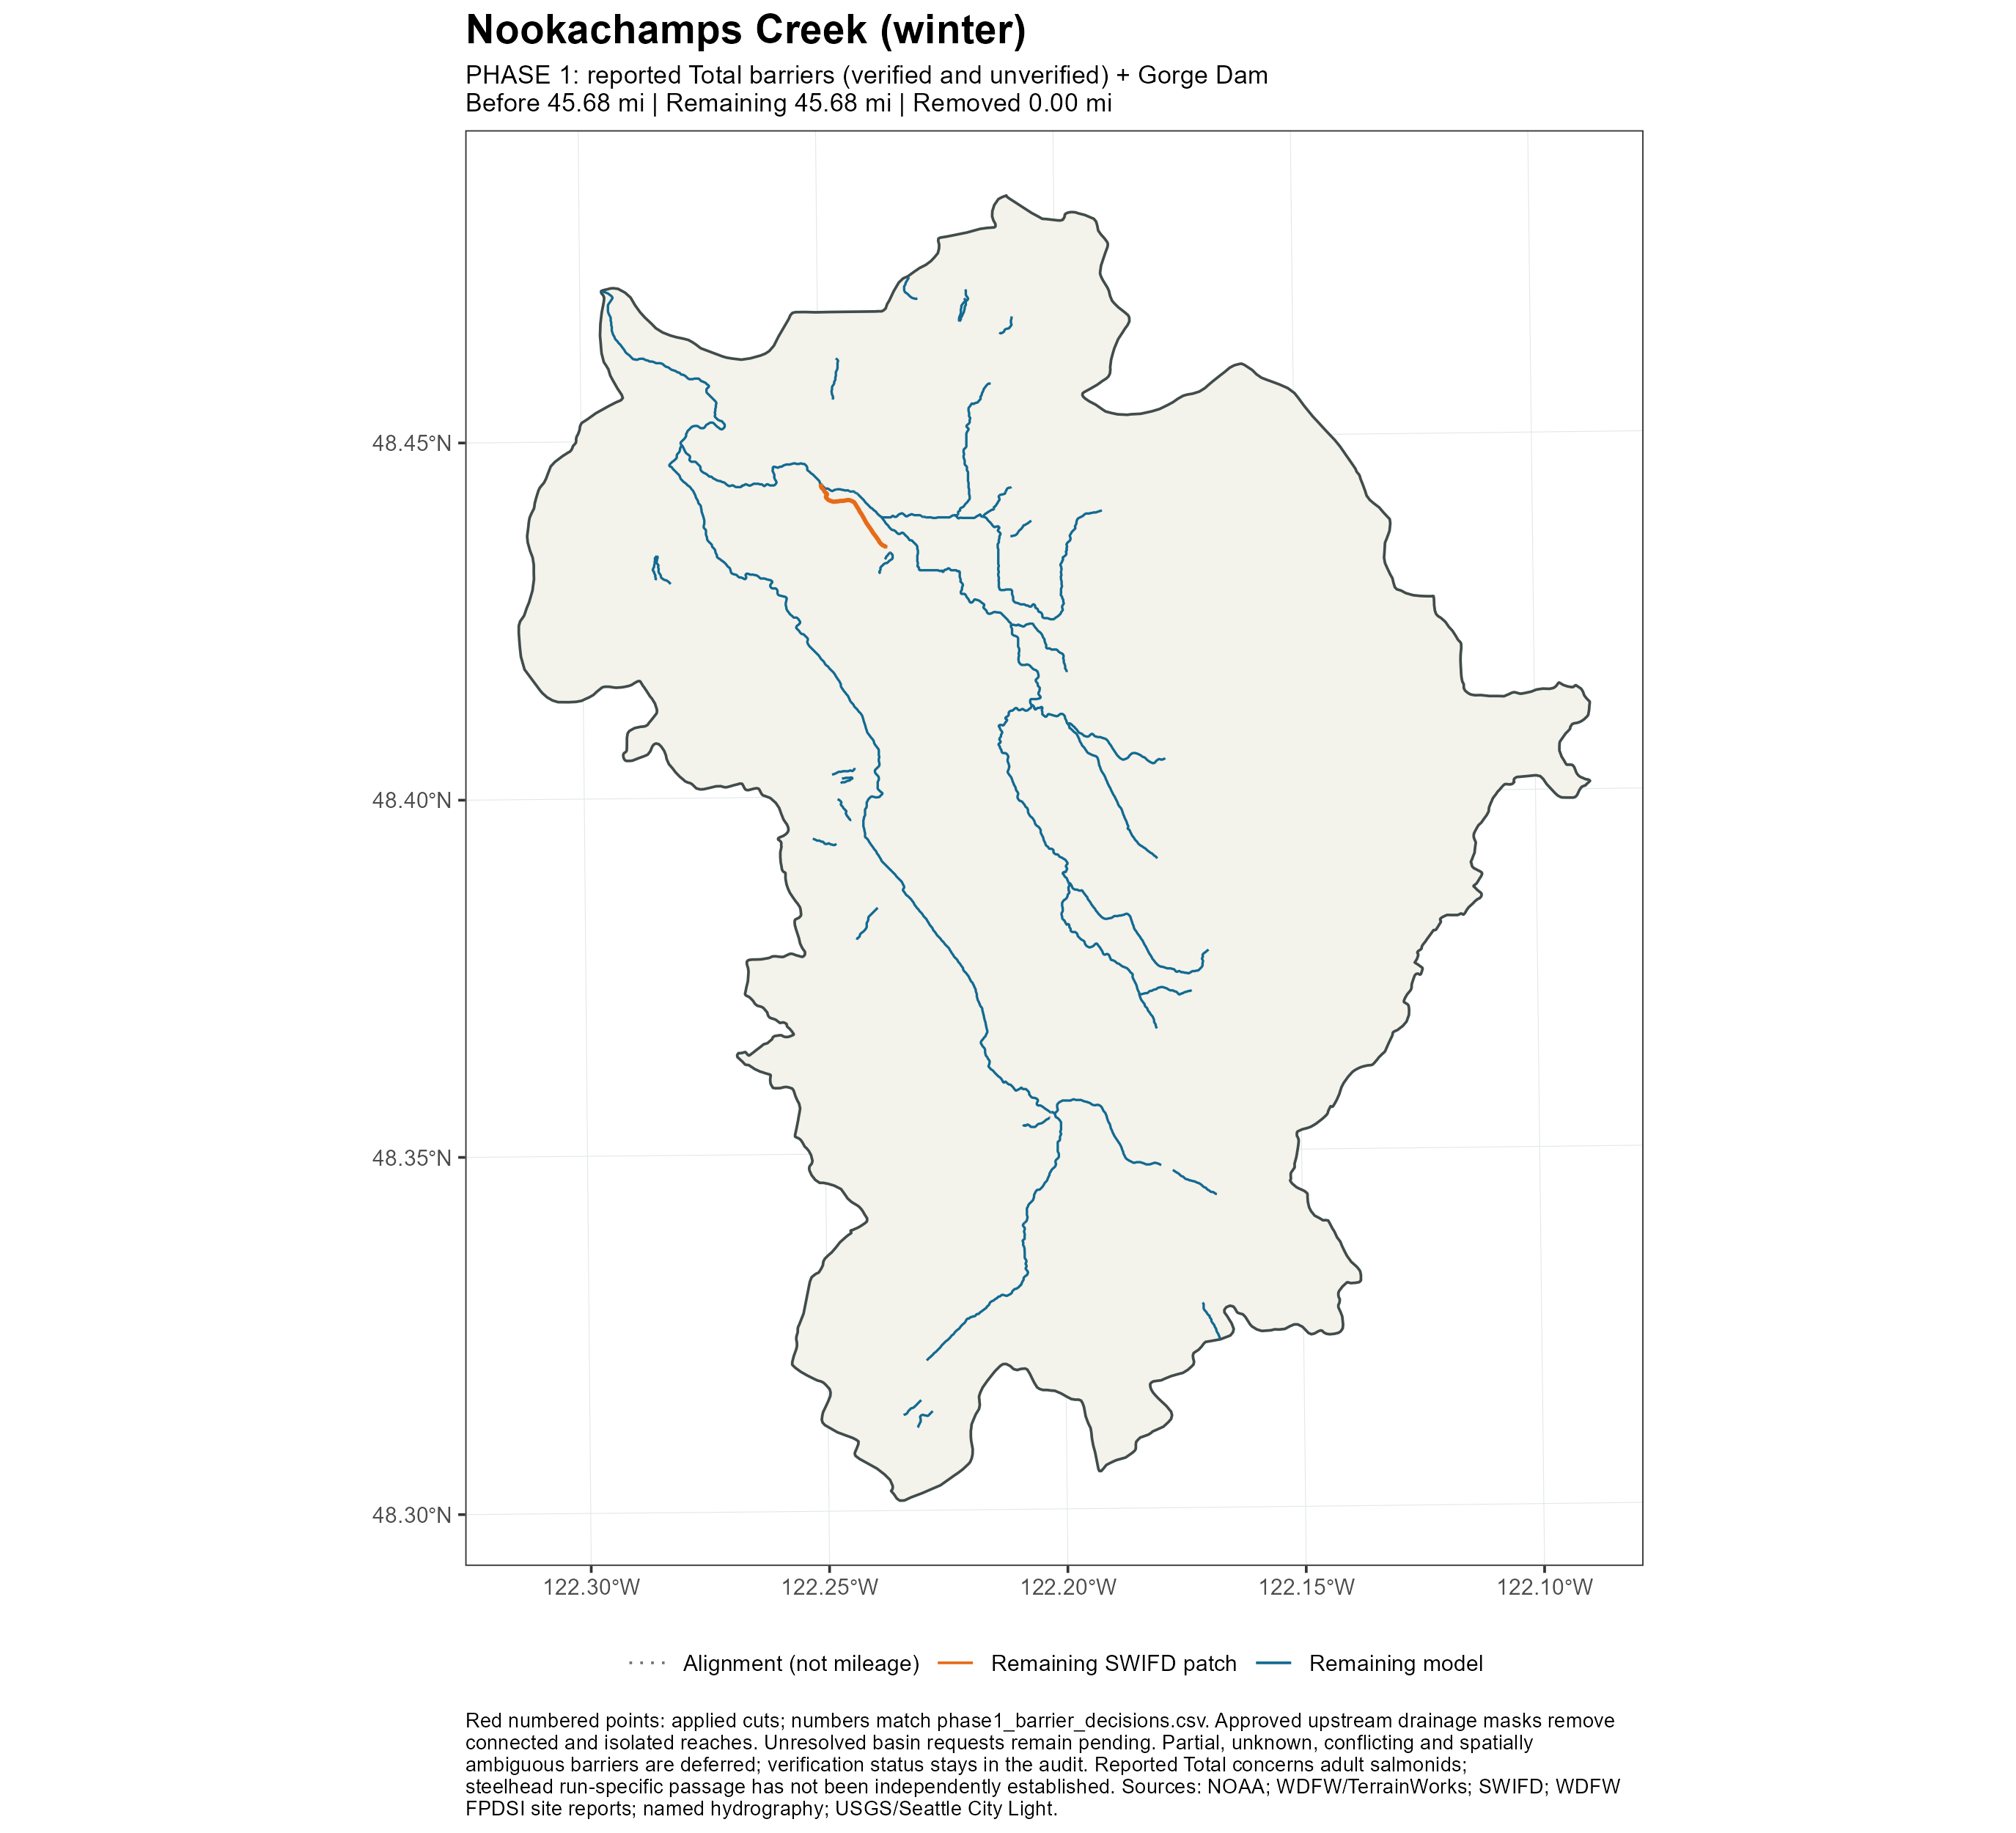 Nookachamps Creek (winter)
PHASE 1: reported Total barriers (verified and unverified) + Gorge Dam
Before 45.68 mi | Remaining 45.68 mi | Removed 0.00 mi
48.45°N
48.40°N
48.35°N
48.30°N
122.30°W 122.25°W 122.20°W 122.15°W 122.10°W
Alignment (not mileage) Remaining SWIFD patch Remaining model
Red numbered points: applied cuts; numbers match phase1_barrier_decisions.csv. Approved upstream drainage masks remove
connected and isolated reaches. Unresolved basin requests remain pending. Partial, unknown, conflicting and spatially
ambiguous barriers are deferred; verification status stays in the audit. Reported Total concerns adult salmonids;
steelhead run-specific passage has not been independently established. Sources: NOAA; WDFW/TerrainWorks; SWIFD; WDFW
FPDSI site reports; named hydrography; USGS/Seattle City Light.